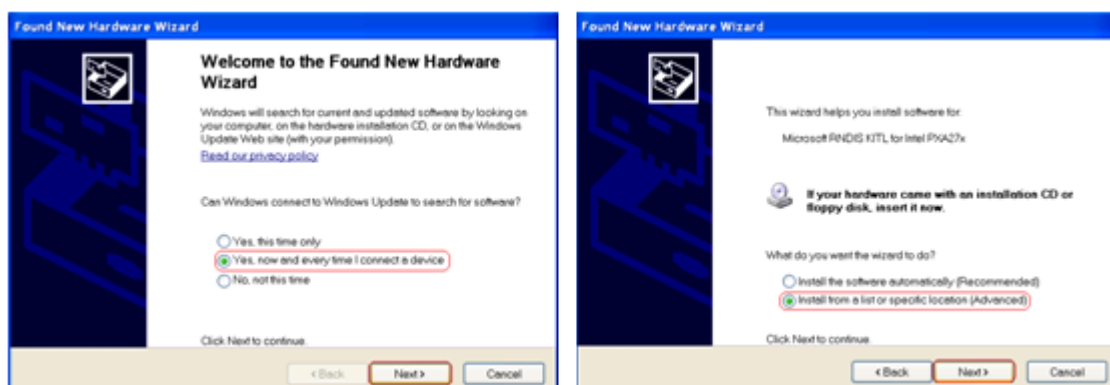 Found New Hardware Wizard
Welcome to the Found New Hardware
Wizard
Windows will search for current and updated software by looking on
your computer, on the hardware installation CD, or on the Windows
Update Web site (with your permission).
Read our privacy policy
Can Windows connect to Windows Update to search for software?
Yes, this time only
Yes, now and every time I connect a device
No, not this time
Click Next to continue.
< Back
Next >
Cancel
Found New Hardware Wizard
This wizard helps you install software for:
Microsoft RNDIS KITL for Intel PXA27x
If your hardware came with an installation CD or
floppy disk, insert it now.
What do you want the wizard to do?
Install the software automatically (Recommended)
Install from a list or specific location (Advanced)
Click Next to continue.
< Back
Next >
Cancel